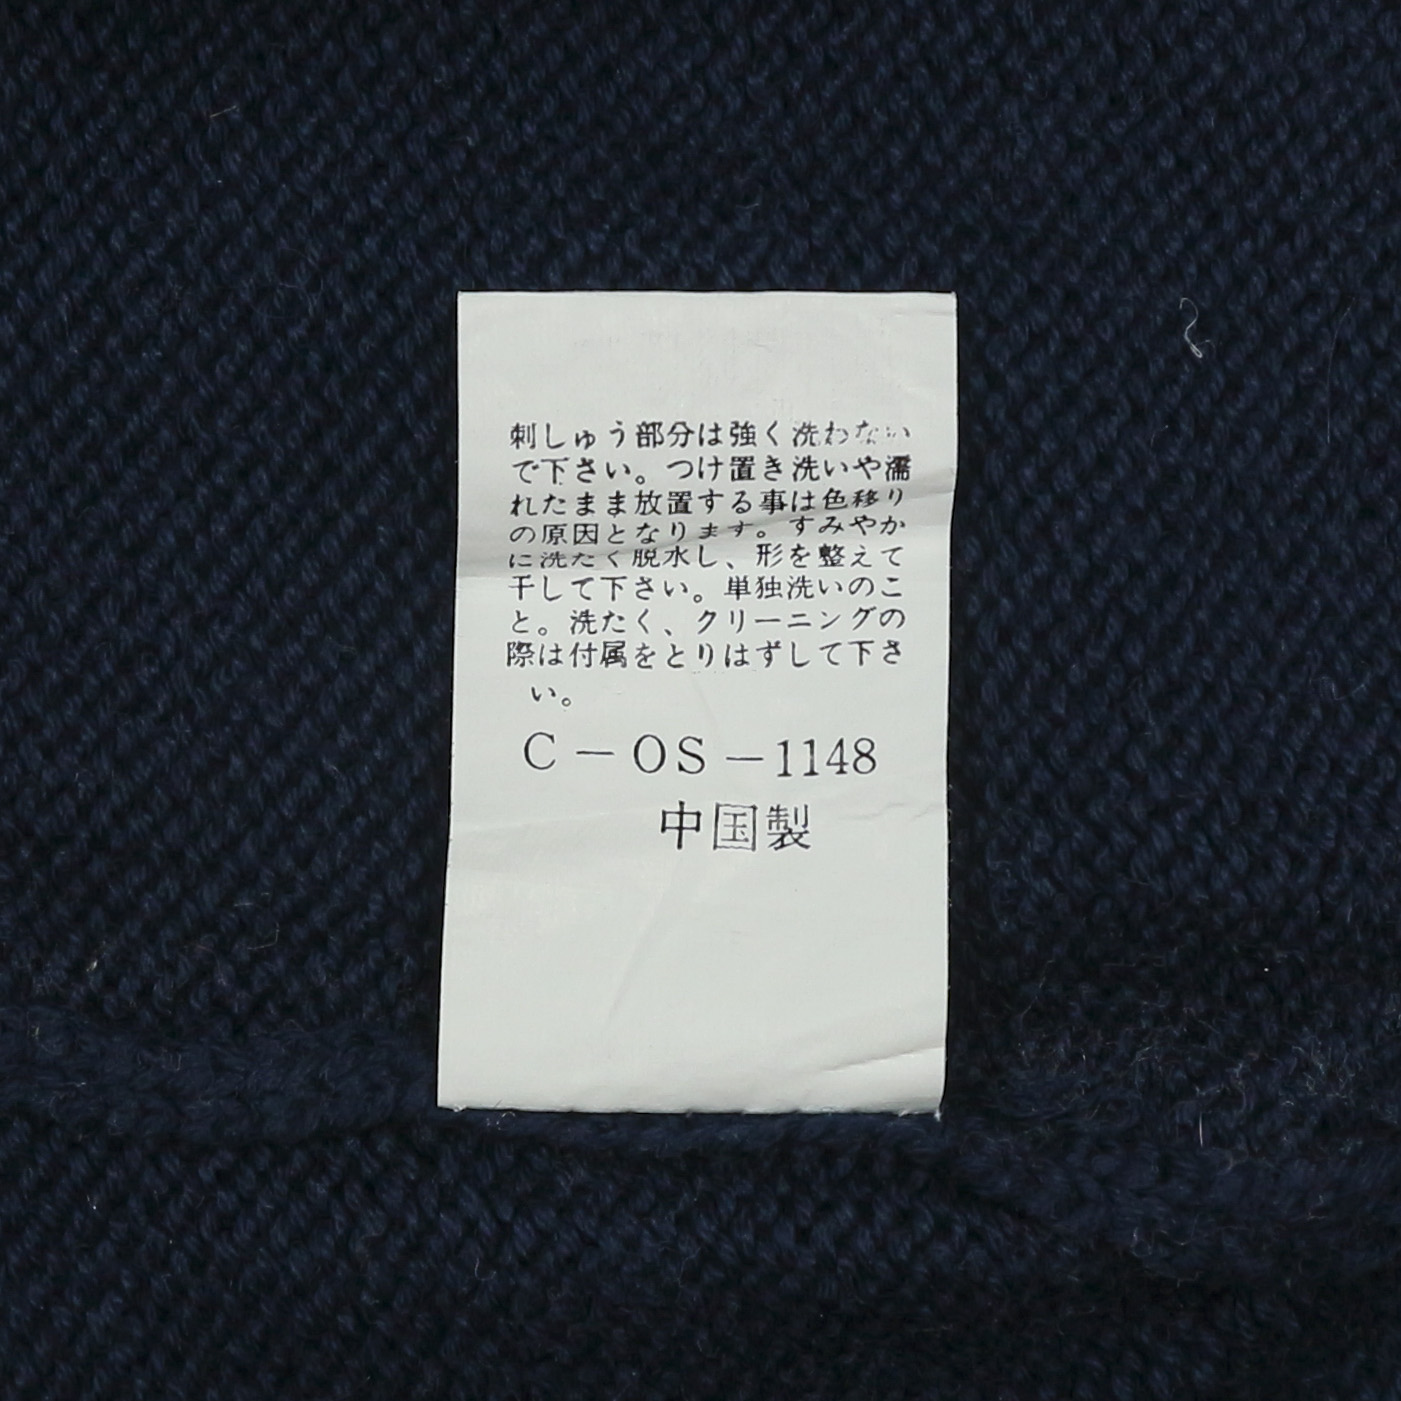 刺しゅう部分は強く洗わない
で下さい。つけ置き洗いや濡
れたまま放置する事は色移り
の原因となります。すみやか
に洗たく脱水し、形を整えて
干して下さい。単独洗いのこ
と。洗たく、クリーニングの
際は付属をとりはずして下さ
い。
C－OS－1148
中国製